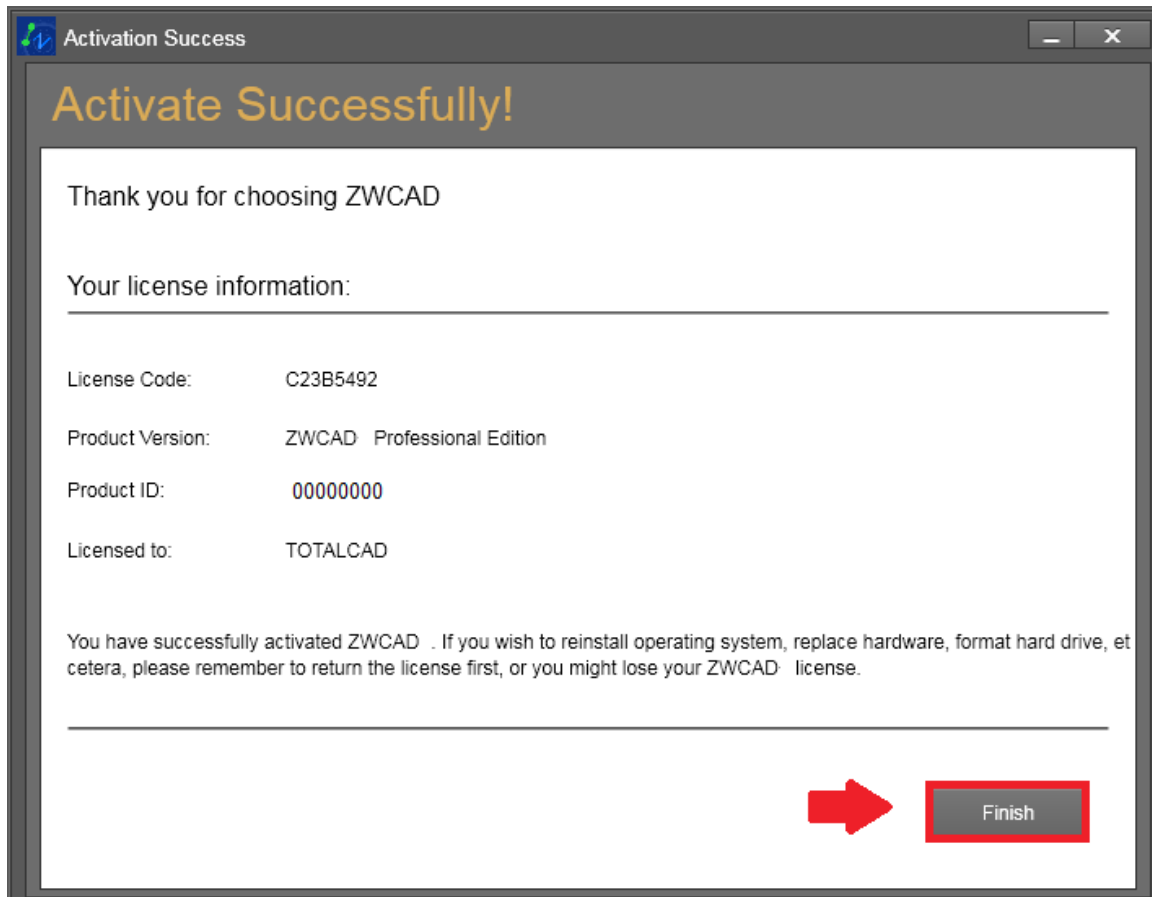 Activation Success
Activate Successfully!
Thank you for choosing ZWCAD
Your license information:
License Code: C23B5492
Product Version: ZWCAD Professional Edition
Product ID: 00000000
Licensed to: TOTALCAD
You have successfully activated ZWCAD . If you wish to reinstall operating system, replace hardware, format hard drive, et
cetera, please remember to return the license first, or you might lose your ZWCAD license.
Finish